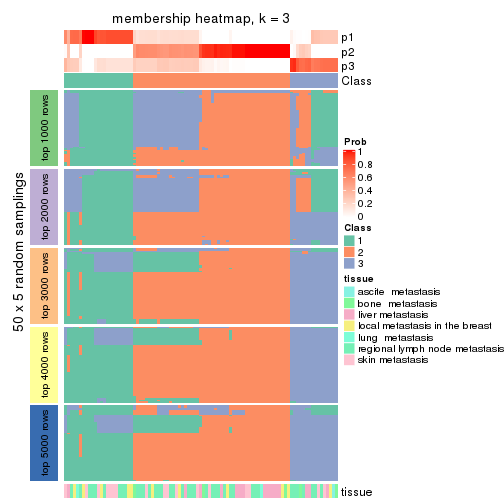 membership heatmap, k = 3
p1
p2
p3
Class
50 x 5 random samplings
top 1000 rows
top 2000 rows
top 3000 rows
top 4000 rows
top 5000 rows
Prob
1
0.8
0.6
0.4
0.2
0
Class
1
2
3
tissue
ascite metastasis
bone metastasis
liver metastasis
local metastasis in the breast
lung metastasis
regional lymph node metastasis
skin metastasis
tissue